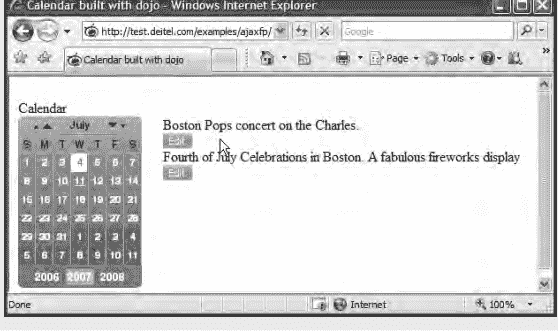 Calendar built with dojo - Windows Internet Explorer
http://test.deitel.com/examples/ajaxfp/
Google
Calendar built with dojo
Page
Tools
»
Calendar
July
S M T W T F S
1 2 3 4 5 6 7
8 9 10 11 12 13 14
15 16 17 18 19 20 21
22 23 24 25 26 27 28
29 30 31 1 2 3 4
5 6 7 8 9 10 11
2006 2007 2008
Boston Pops concert on the Charles.
Edit
Fourth of July Celebrations in Boston. A fabulous fireworks display
Edit
Done
Internet
100%